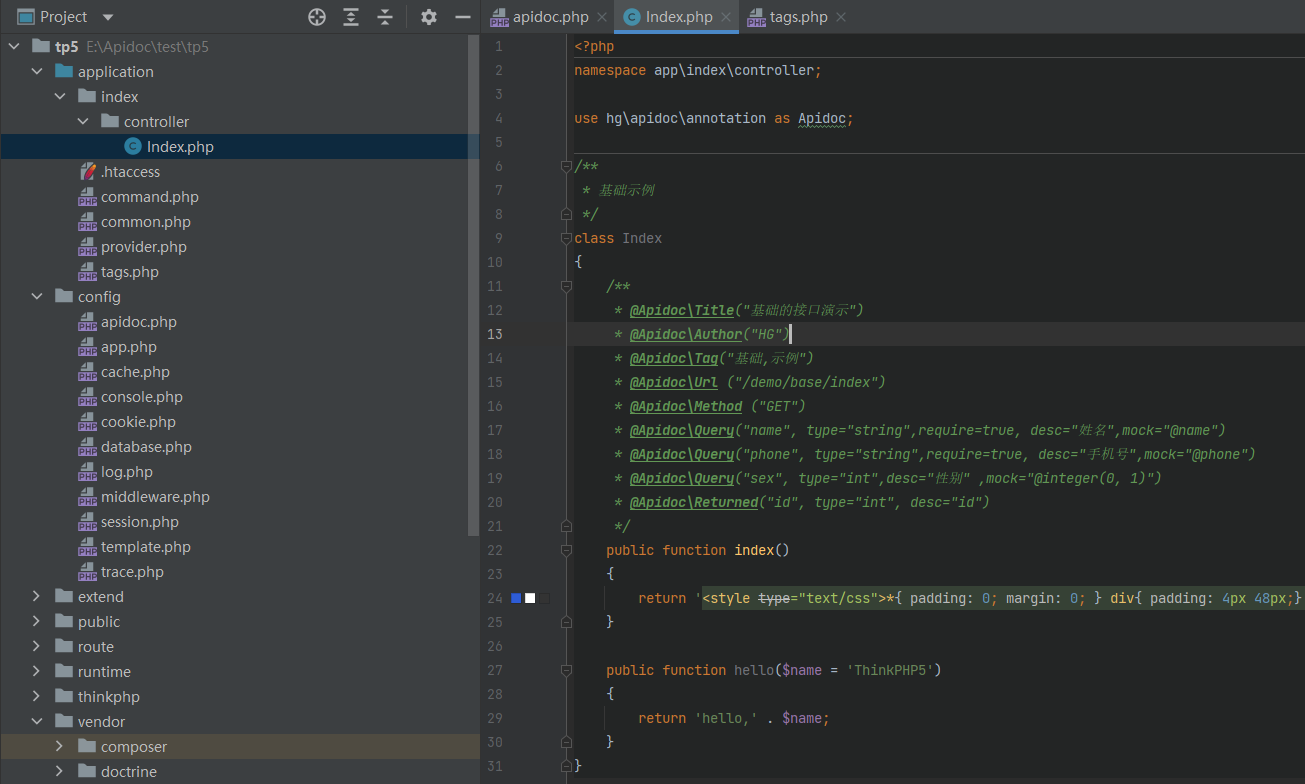 Project
tp5 E:\Apidoc\test\tp5
application
index
controller
Index.php
.htaccess
command.php
common.php
provider.php
tags.php
config
apidoc.php
app.php
cache.php
console.php
cookie.php
database.php
log.php
middleware.php
session.php
template.php
trace.php
extend
public
route
runtime
thinkphp
vendor
composer
doctrine
apidoc.php Index.php tags.php
1 <?php
2 namespace app\index\controller;
3
4 use hg\apidoc\annotation as Apidoc;
5
6 /**
7 * 基础示例
8 */
9 class Index
10 {
11 /**
12 * @Apidoc\Title("基础的接口演示")
13 * @Apidoc\Author("HG")
14 * @Apidoc\Tag("基础,示例")
15 * @Apidoc\Url ("/demo/base/index")
16 * @Apidoc\Method ("GET")
17 * @Apidoc\Query("name", type="string",require=true, desc="姓名",mock="@name")
18 * @Apidoc\Query("phone", type="string",require=true, desc="手机号",mock="@phone")
19 * @Apidoc\Query("sex", type="int",desc="性别" ,mock="@integer(0, 1)")
20 * @Apidoc\Returned("id", type="int", desc="id")
21 */
22 public function index()
23 {
24 return '<style type="text/css">*{ padding: 0; margin: 0; } div{ padding: 4px 48px;}
25 }
26
27 public function hello($name = 'ThinkPHP5')
28 {
29 return 'hello,' . $name;
30 }
31 }